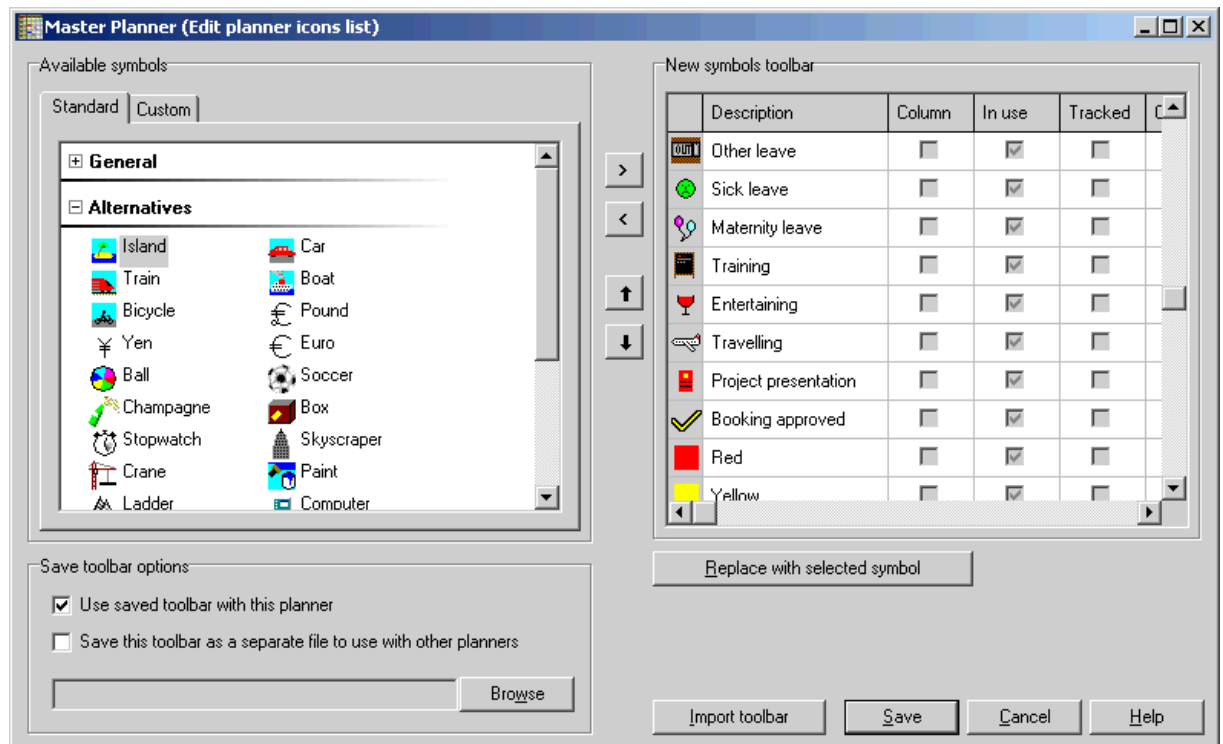 Master Planner (Edit planner icons list)
Available symbols
Standard
Custom
General
Alternatives
Island
Car
Train
Boat
Bicycle
Pound
Yen
Euro
Ball
Soccer
Champagne
Box
Stopwatch
Skyscraper
Crane
Paint
Ladder
Computer
>
<
New symbols toolbar
Description Column In use Tracked
OUT Other leave
Sick leave
Maternity leave
Training
Entertaining
Travelling
Project presentation
Booking approved
Red
Yellow
Replace with selected symbol
Save toolbar options
Use saved toolbar with this planner
Save this toolbar as a separate file to use with other planners
Browse
Import toolbar Save Cancel Help